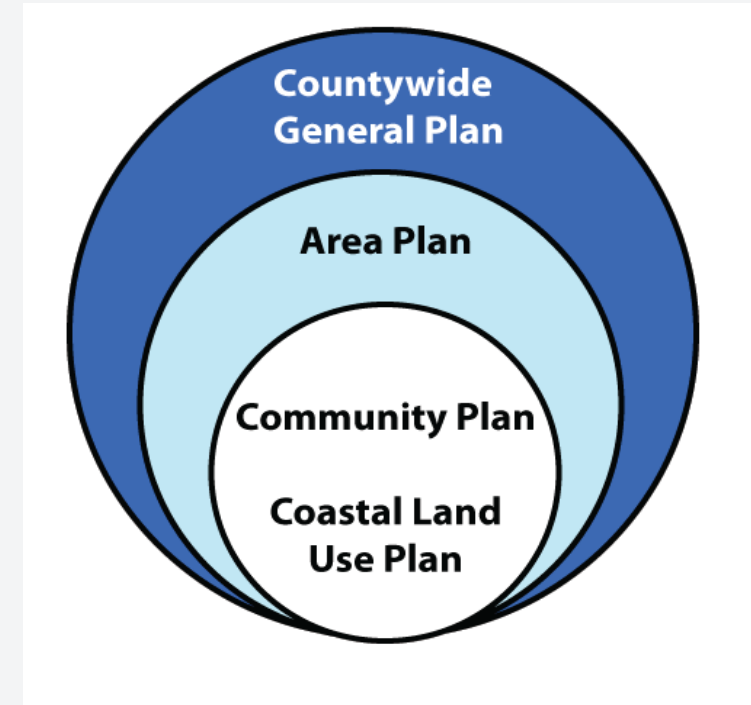 Countywide
General Plan
Area Plan
Community Plan
Coastal Land
Use Plan